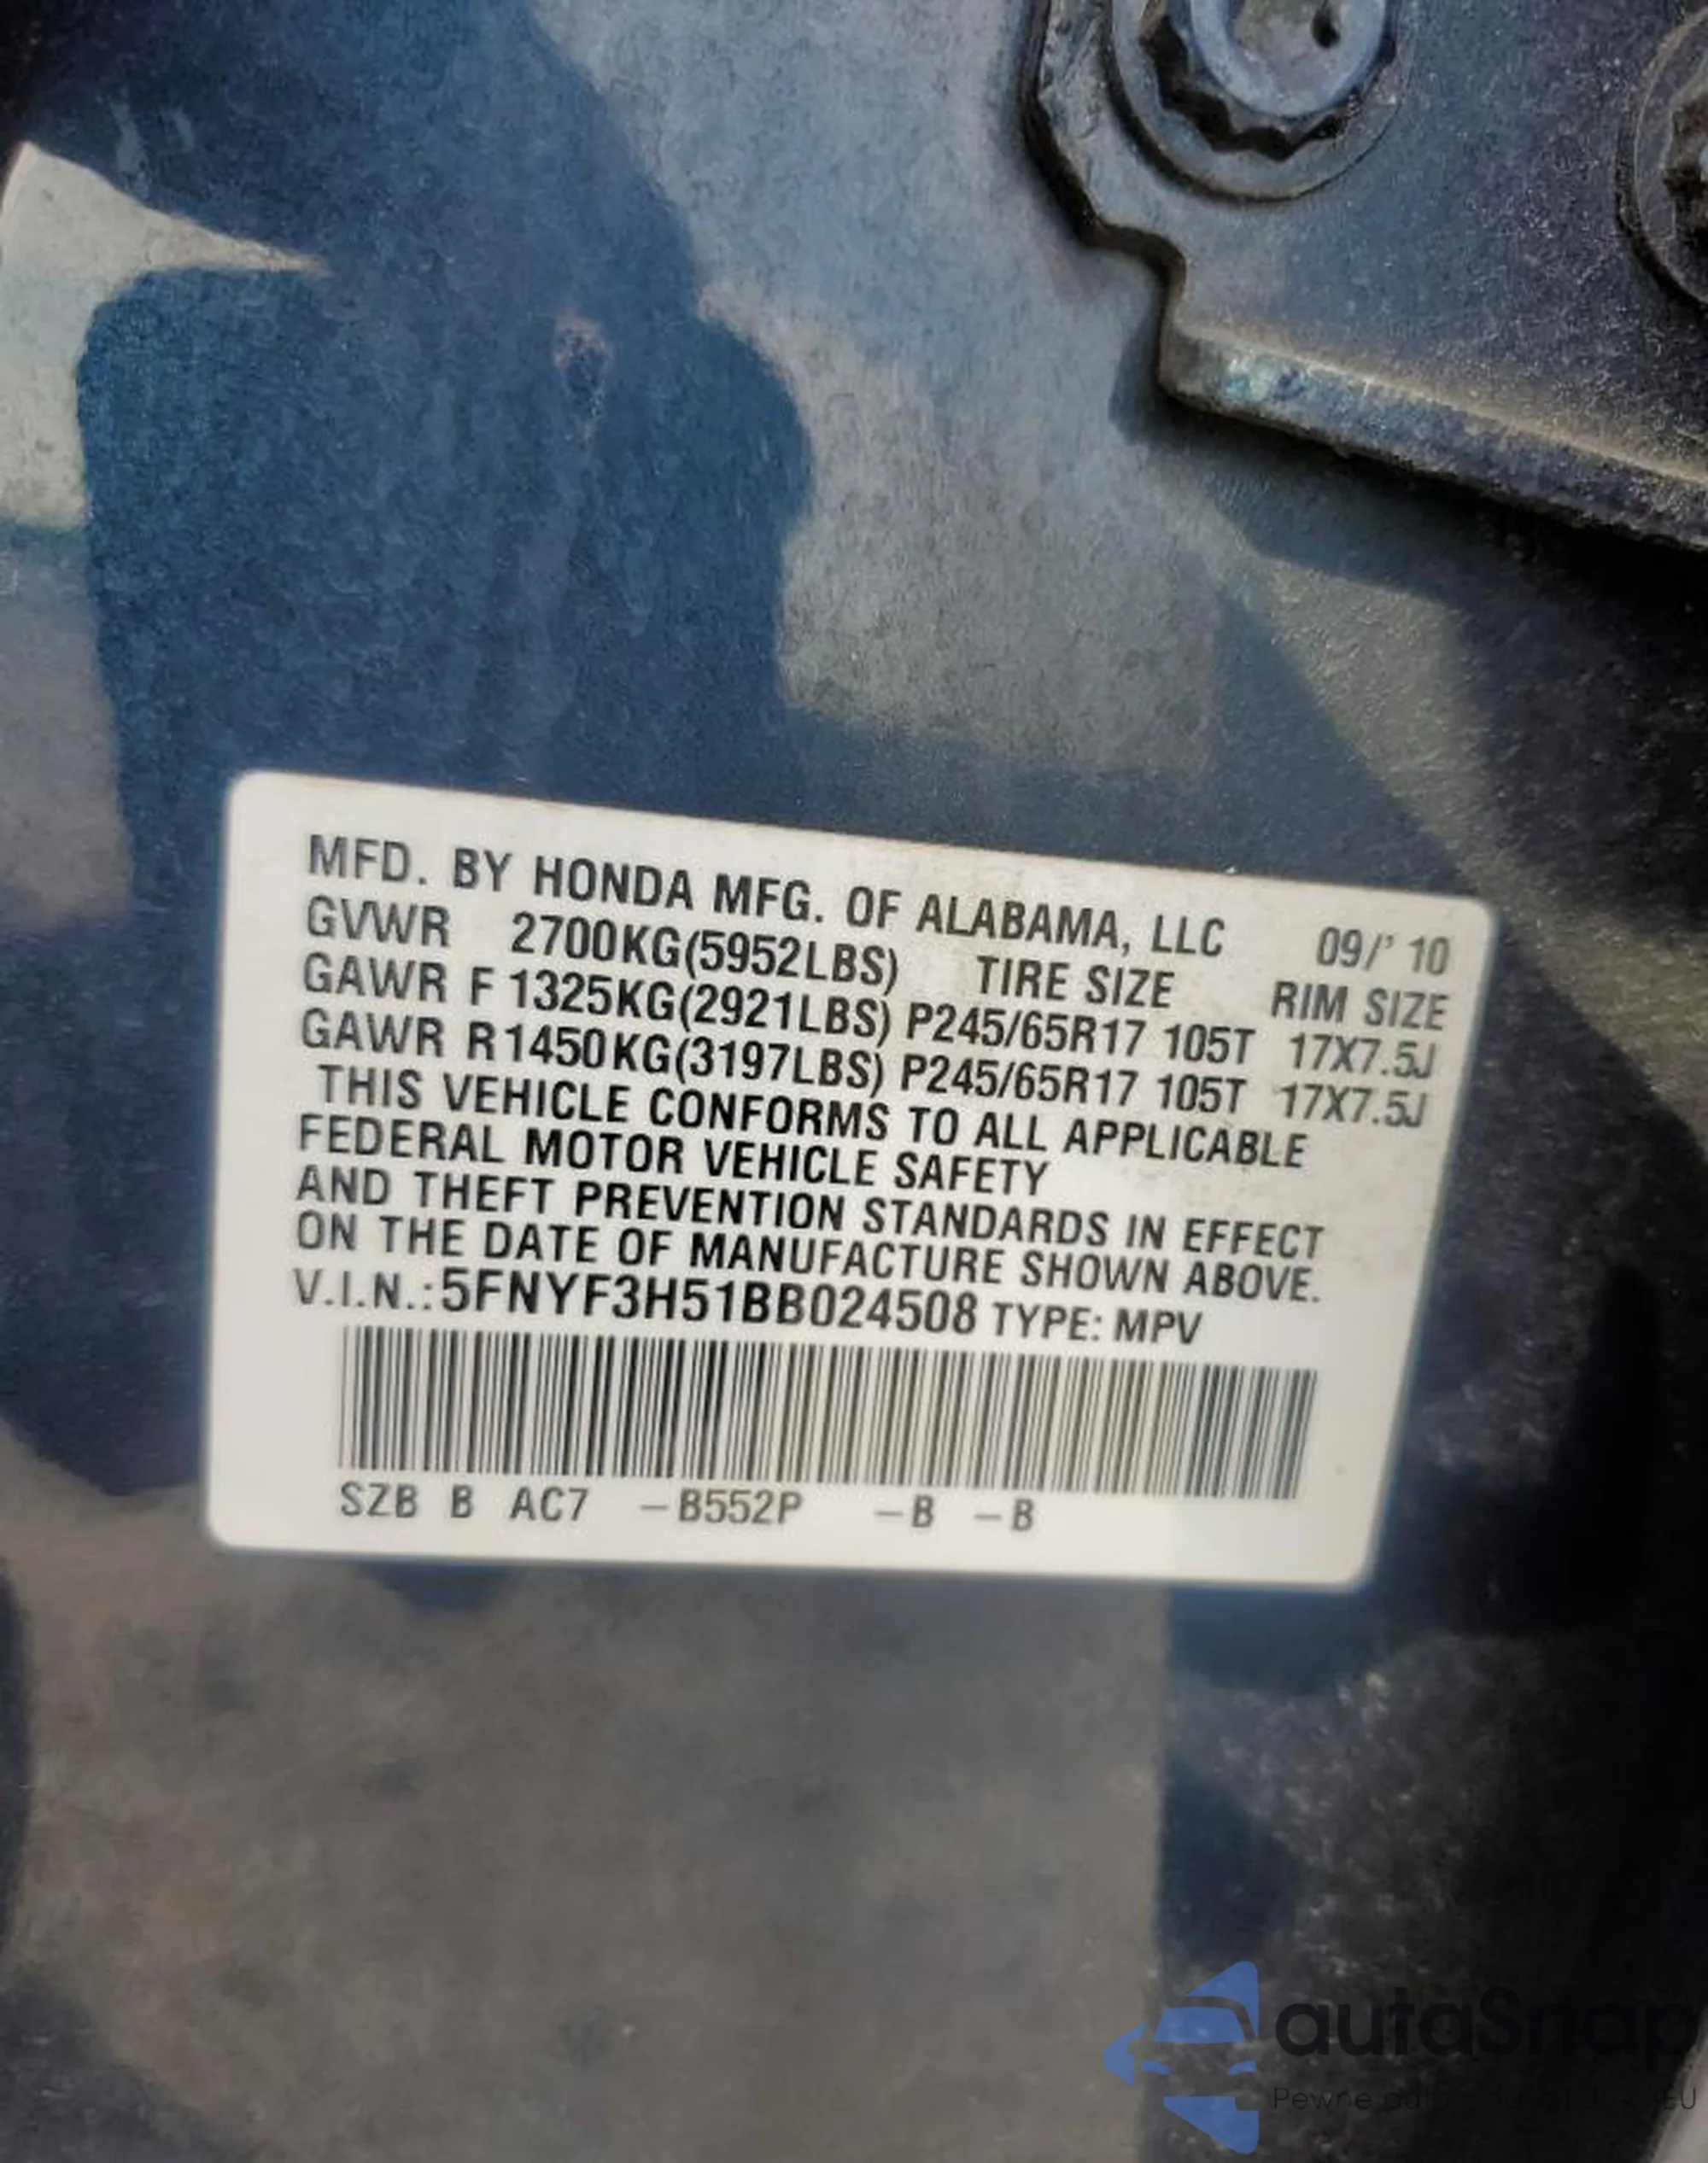 MFD. BY HONDA MFG. OF ALABAMA, LLC 09/' 10
GVWR 2700KG(5952LBS) TIRE SIZE RIM SIZE
GAWR F 1325KG(2921LBS) P245/65R17 105T 17X7.5J
GAWR R 1450KG(3197LBS) P245/65R17 105T 17X7.5J
THIS VEHICLE CONFORMS TO ALL APPLICABLE
FEDERAL MOTOR VEHICLE SAFETY
AND THEFT PREVENTION STANDARDS IN EFFECT
ON THE DATE OF MANUFACTURE SHOWN ABOVE.
V.I.N.: 5FNYF3H51BB024508 TYPE: MPV
SZB B AC7 –B552P –B –B
autaSnap
Pewne